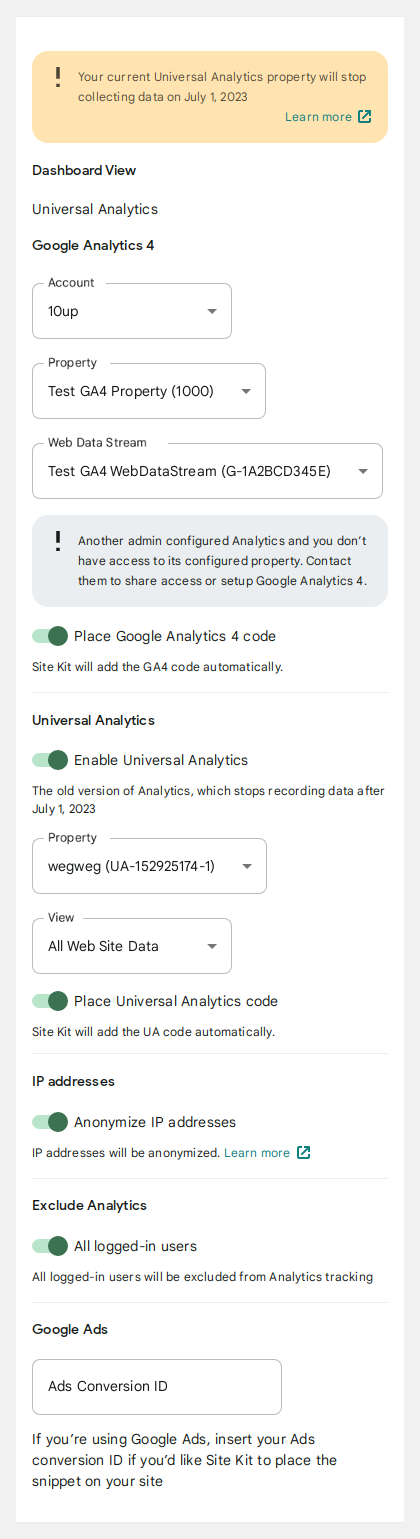 Your current Universal Analytics property will stop
collecting data on July 1, 2023
Learn more
Dashboard View
Universal Analytics
Google Analytics 4
Account
10up
Property
Test GA4 Property (1000)
Web Data Stream
Test GA4 WebDataStream (G-1A2BCD345E)
Another admin configured Analytics and you don't
have access to its configured property. Contact
them to share access or setup Google Analytics 4.
Place Google Analytics 4 code
Site Kit will add the GA4 code automatically.
Universal Analytics
Enable Universal Analytics
The old version of Analytics, which stops recording data after
July 1, 2023
Property
wegweg (UA-152925174-1)
View
All Web Site Data
Place Universal Analytics code
Site Kit will add the UA code automatically.
IP addresses
Anonymize IP addresses
IP addresses will be anonymized. Learn more
Exclude Analytics
All logged-in users
All logged-in users will be excluded from Analytics tracking
Google Ads
Ads Conversion ID
If you're using Google Ads, insert your Ads
conversion ID if you'd like Site Kit to place the
snippet on your site